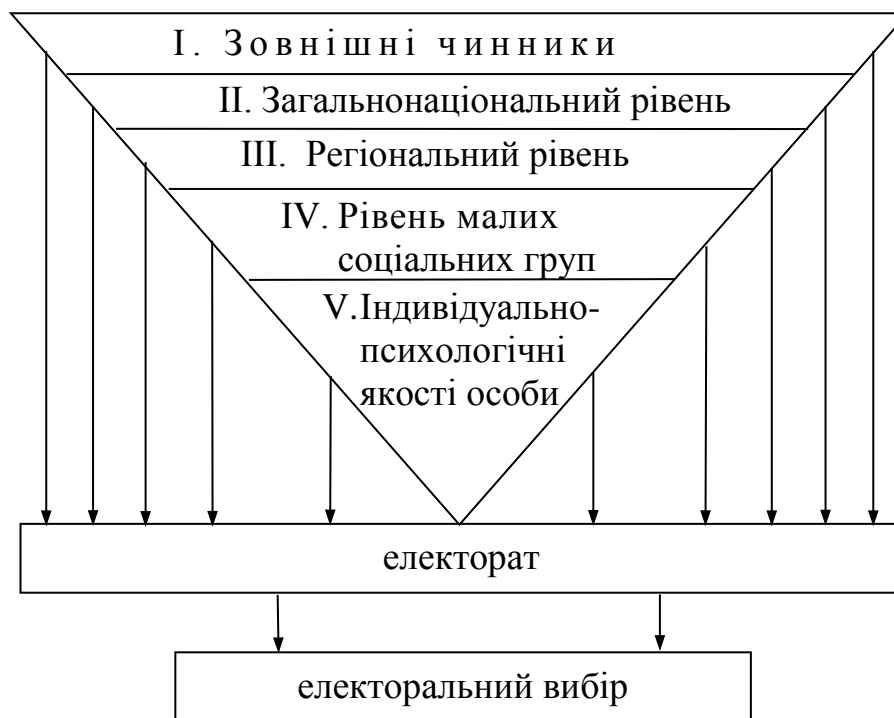 I. Зовнішні чинники
II. Загальнонаціональний рівень
III. Регіональний рівень
IV. Рівень малих
соціальних груп
V.Індивідуально-
психологічні
якості особи
електорат
електоральний вибір